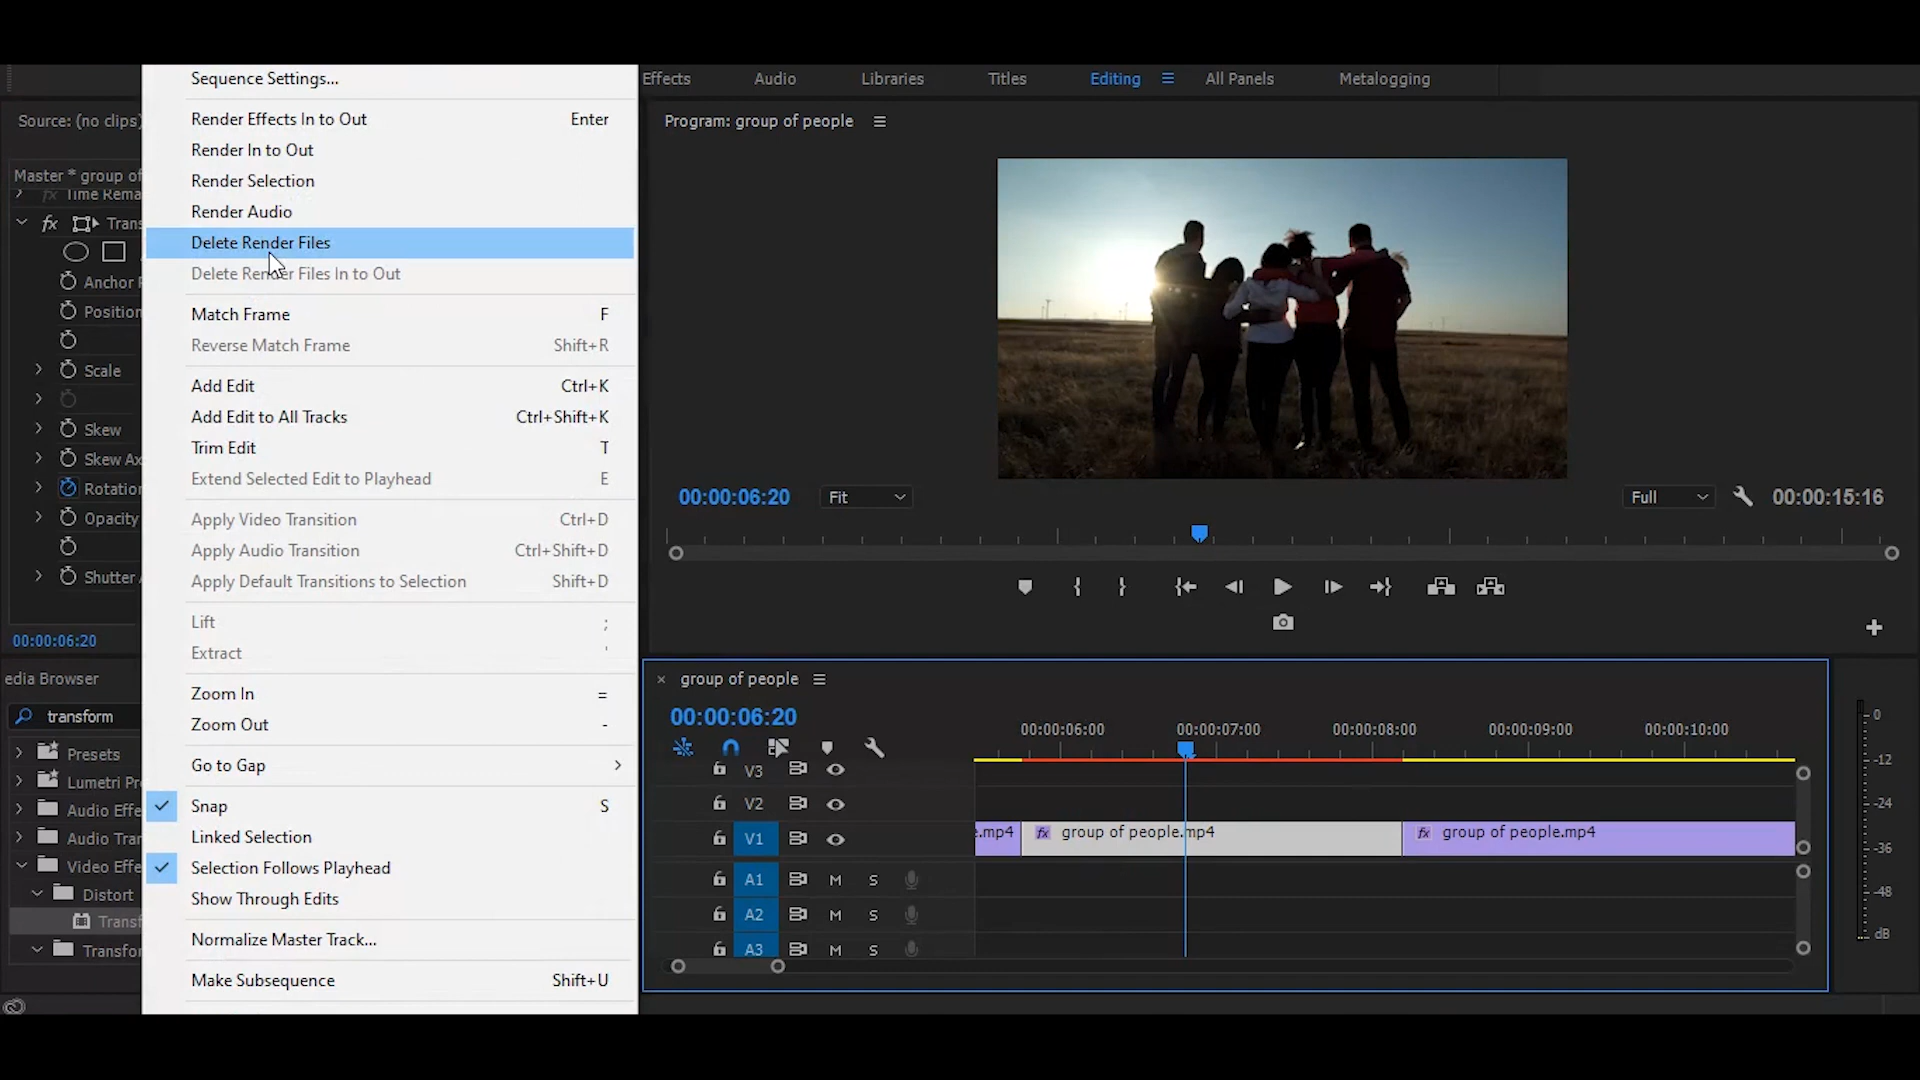 Sequence Settings...
Render Effects In to Out Enter
Render In to Out
Render Selection
Render Audio
Delete Render Files
Delete Render Files In to Out
Match Frame F
Reverse Match Frame Shift+R
Add Edit Ctrl+K
Add Edit to All Tracks Ctrl+Shift+K
Trim Edit T
Extend Selected Edit to Playhead E
Apply Video Transition Ctrl+D
Apply Audio Transition Ctrl+Shift+D
Apply Default Transitions to Selection Shift+D
Lift ;
Extract '
Zoom In =
Zoom Out -
Go to Gap
Snap S
Linked Selection
Selection Follows Playhead
Show Through Edits
Normalize Master Track...
Make Subsequence Shift+U
Effects Audio Libraries Titles Editing All Panels Metalogging
Source: (no clips)
Master * group of
fx Time Rema
fx Trans
Anchor P
Position
Scale
Skew
Skew Ax
Rotation
Opacity
Shutter A
00:00:06:20
edia Browser
transform
Presets
Lumetri Pr
Audio Effe
Audio Tran
Video Effe
Distort
Transf
Transfor
Program: group of people
00:00:06:20 Fit Full 00:00:15:16
group of people
00:00:06:20
00:00:06:00 00:00:07:00 00:00:08:00 00:00:09:00 00:00:10:00
V3
V2
V1 e.mp4 fx group of people.mp4 fx group of people.mp4
A1 M S
A2 M S
A3 M S
0
-12
-24
-36
-48
dB